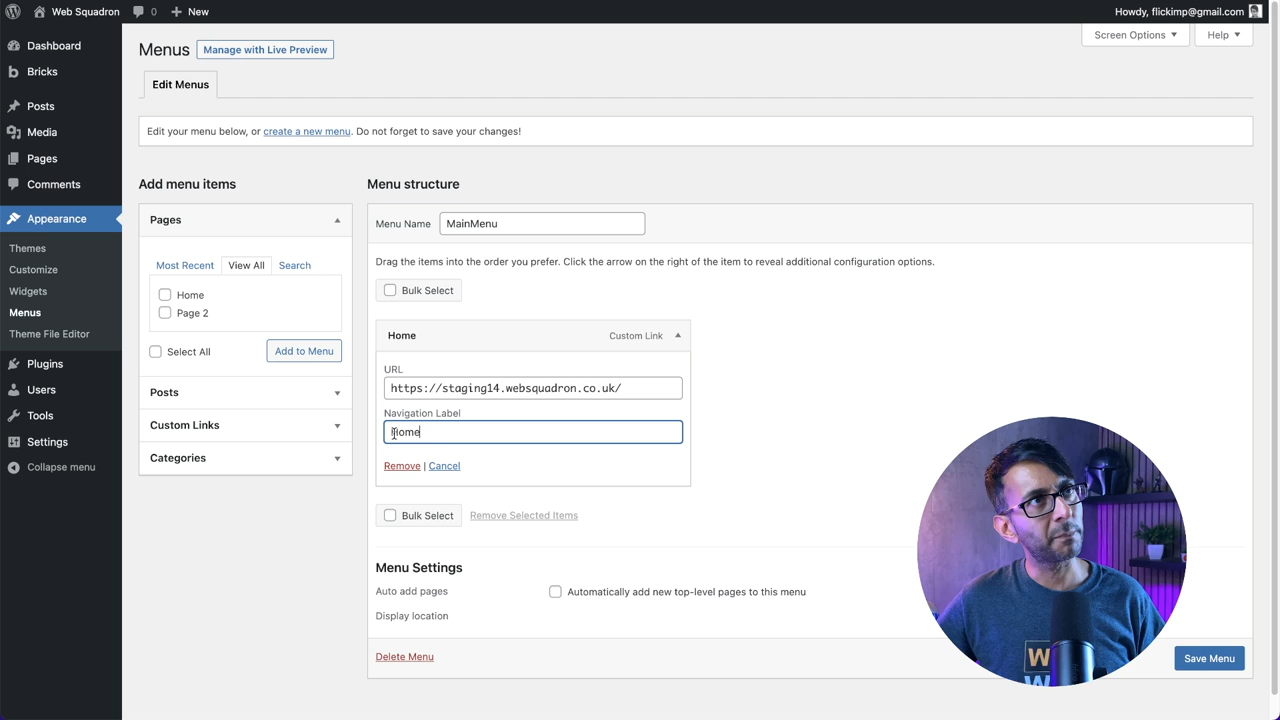 Web Squadron
0
New
Howdy, flickimp@gmail.com
Dashboard
Bricks
Posts
Media
Pages
Comments
Appearance
Themes
Customize
Widgets
Menus
Theme File Editor
Plugins
Users
Tools
Settings
Collapse menu
Menus
Manage with Live Preview
Screen Options
Help
Edit Menus
Edit your menu below, or create a new menu. Do not forget to save your changes!
Add menu items
Pages
Most Recent
View All
Search
Home
Page 2
Select All
Add to Menu
Posts
Custom Links
Categories
Menu structure
Menu Name
MainMenu
Drag the items into the order you prefer. Click the arrow on the right of the item to reveal additional configuration options.
Bulk Select
Home
Custom Link
URL
https://staging14.websquadron.co.uk/
Navigation Label
Home
Remove | Cancel
Bulk Select
Remove Selected Items
Menu Settings
Auto add pages
Automatically add new top-level pages to this menu
Display location
Delete Menu
Save Menu
W